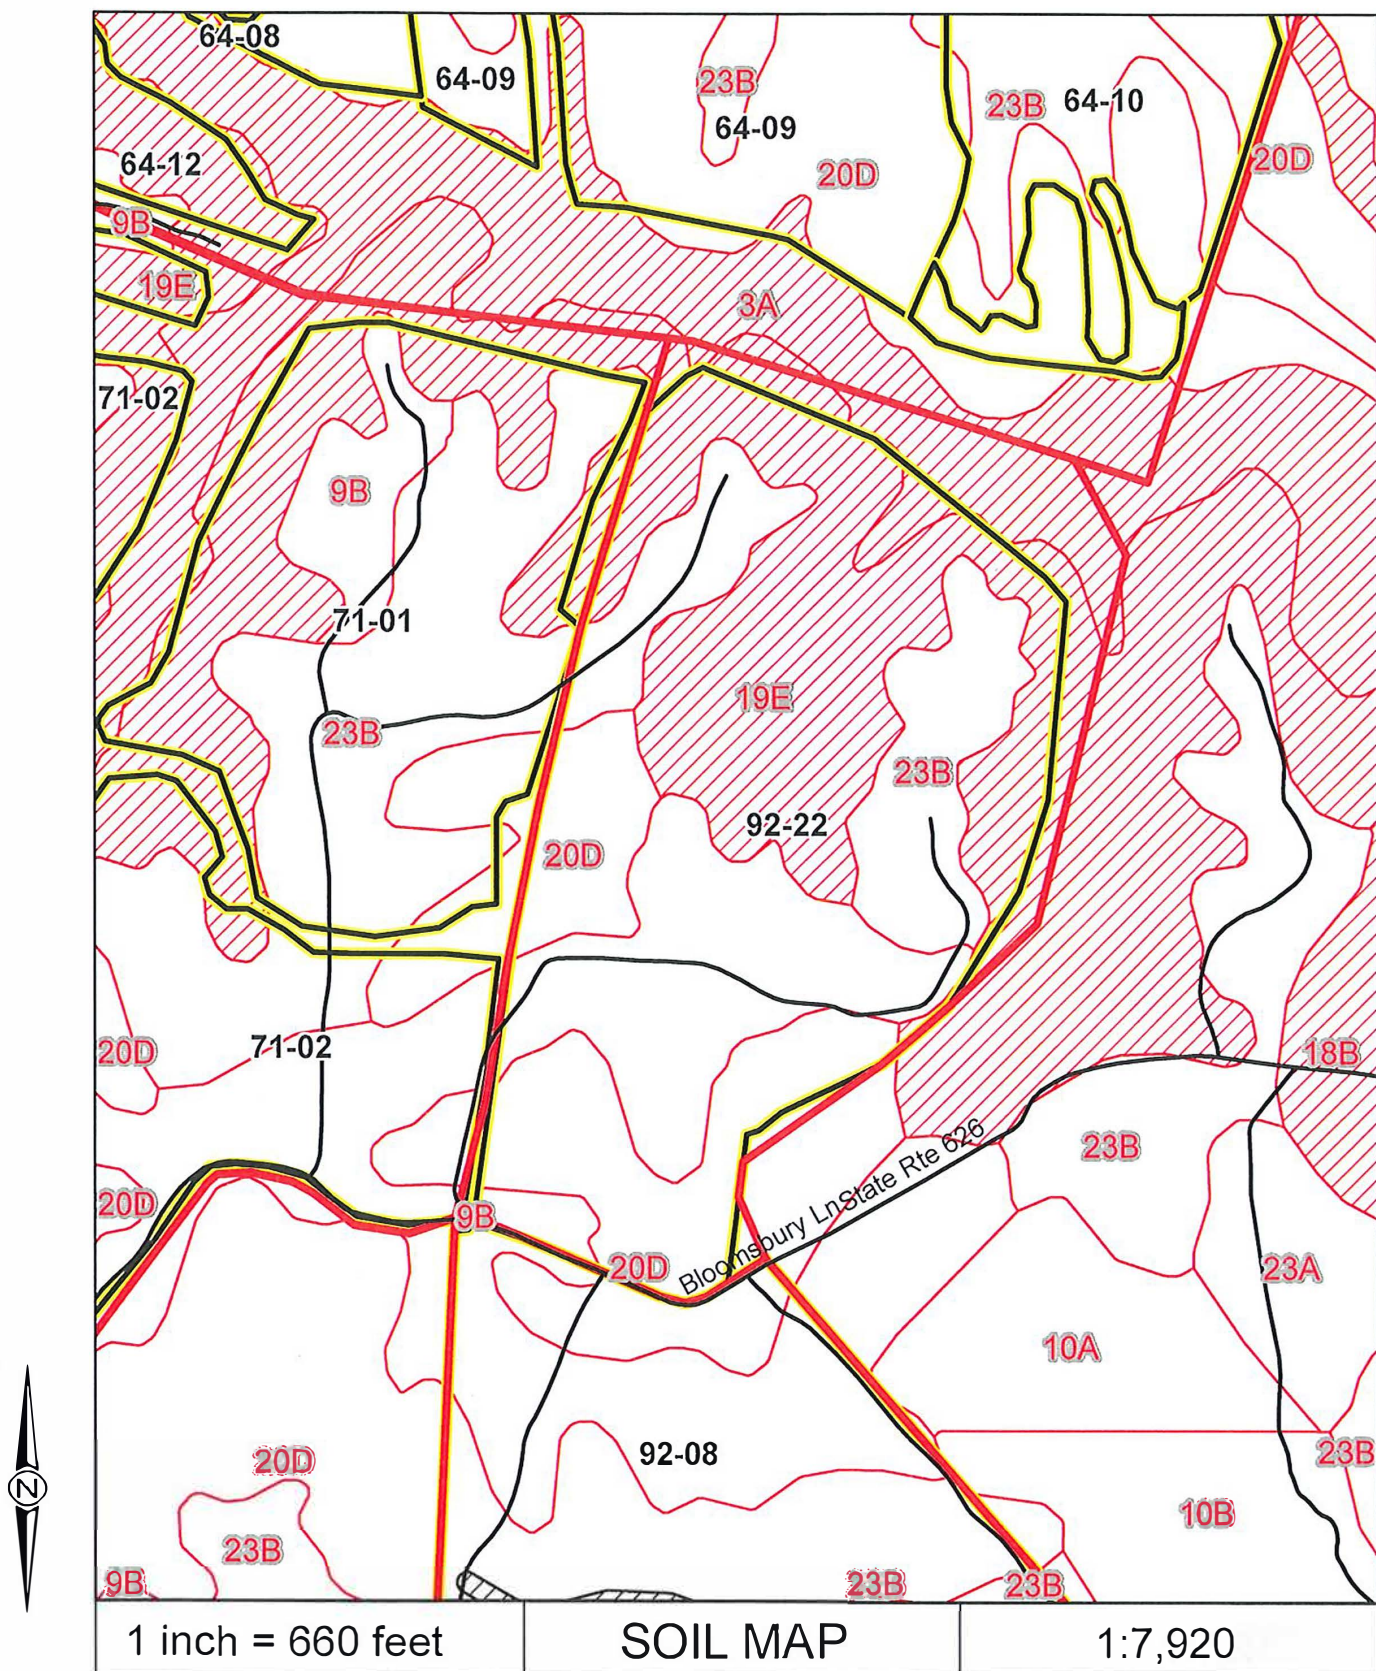 64-08
64-09
23B
64-09
23B
64-10
20D
20D
64-12
9B
19E
3A
71-02
9B
71-01
23B
19E
23B
92-22
20D
71-02
20D
18B
23B
Bloomsbury LnState Rte 626
20D
9B
20D
23A
10A
92-08
20D
23B
10B
23B
9B
23B
23B
N
1 inch = 660 feet
SOIL MAP
1:7,920